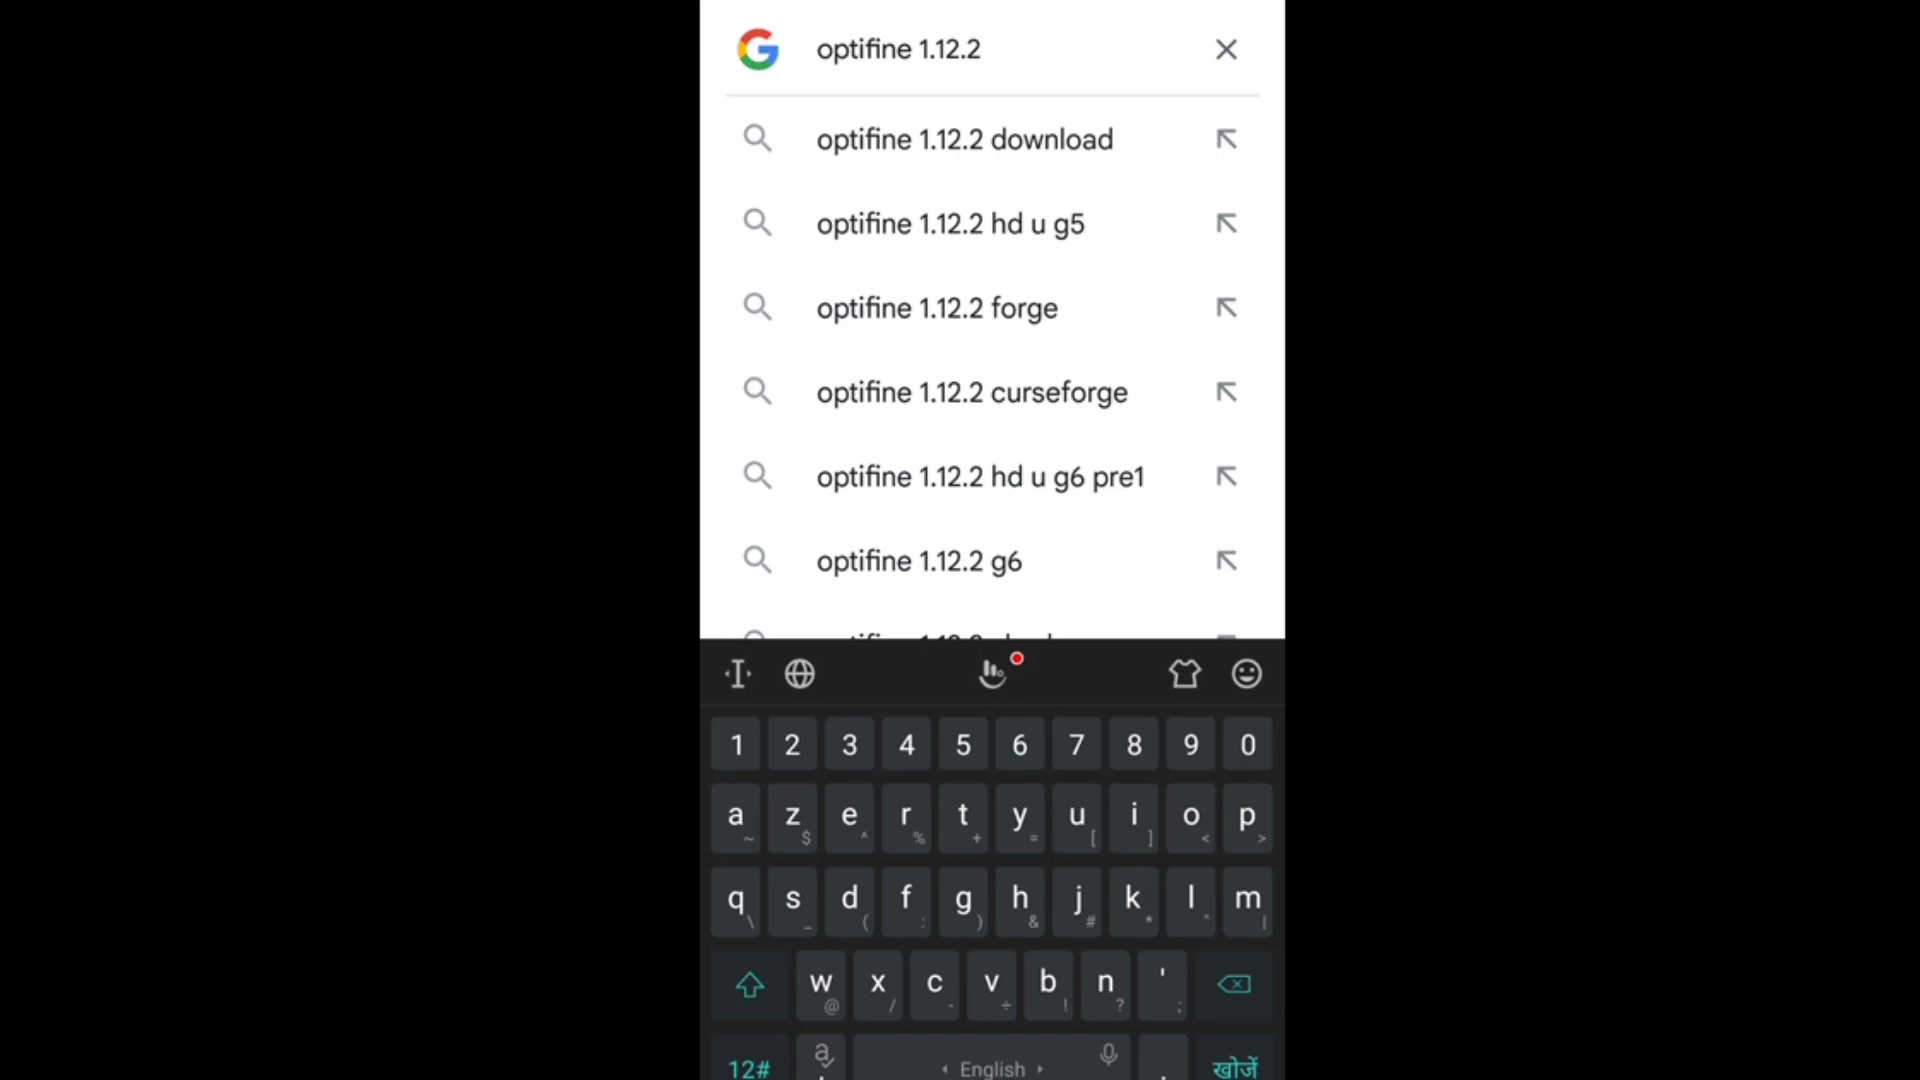 optifine 1.12.2
optifine 1.12.2 download
optifine 1.12.2 hd u g5
optifine 1.12.2 forge
optifine 1.12.2 curseforge
optifine 1.12.2 hd u g6 pre1
optifine 1.12.2 g6
1 2 3 4 5 6 7 8 9 0
a z e r t y u i o p
~ $ ^ % + = [ ] < >
q s d f g h j k l m
\ _ ( : ) & # * " |
w x c v b n '
@ / - ÷ ! ? ;
12# a , English . खोजें